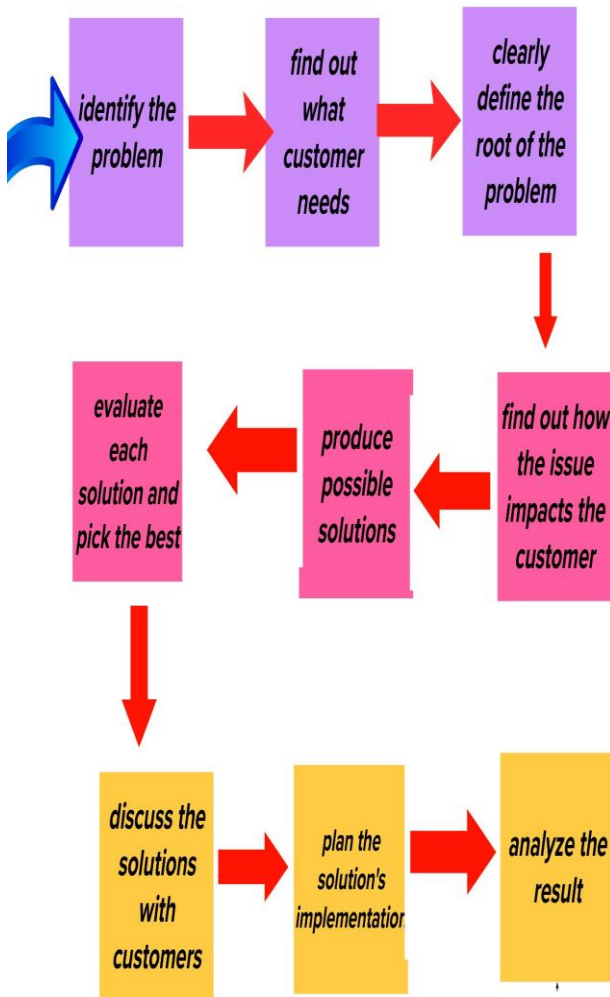 identify the
problem
find out
what
customer
needs
clearly
define the
root of the
problem
find out how
the issue
impacts the
customer
produce
possible
solutions
evaluate
each
solution and
pick the best
discuss the
solutions
with
customers
plan the
solution's
implementation
analyze the
result